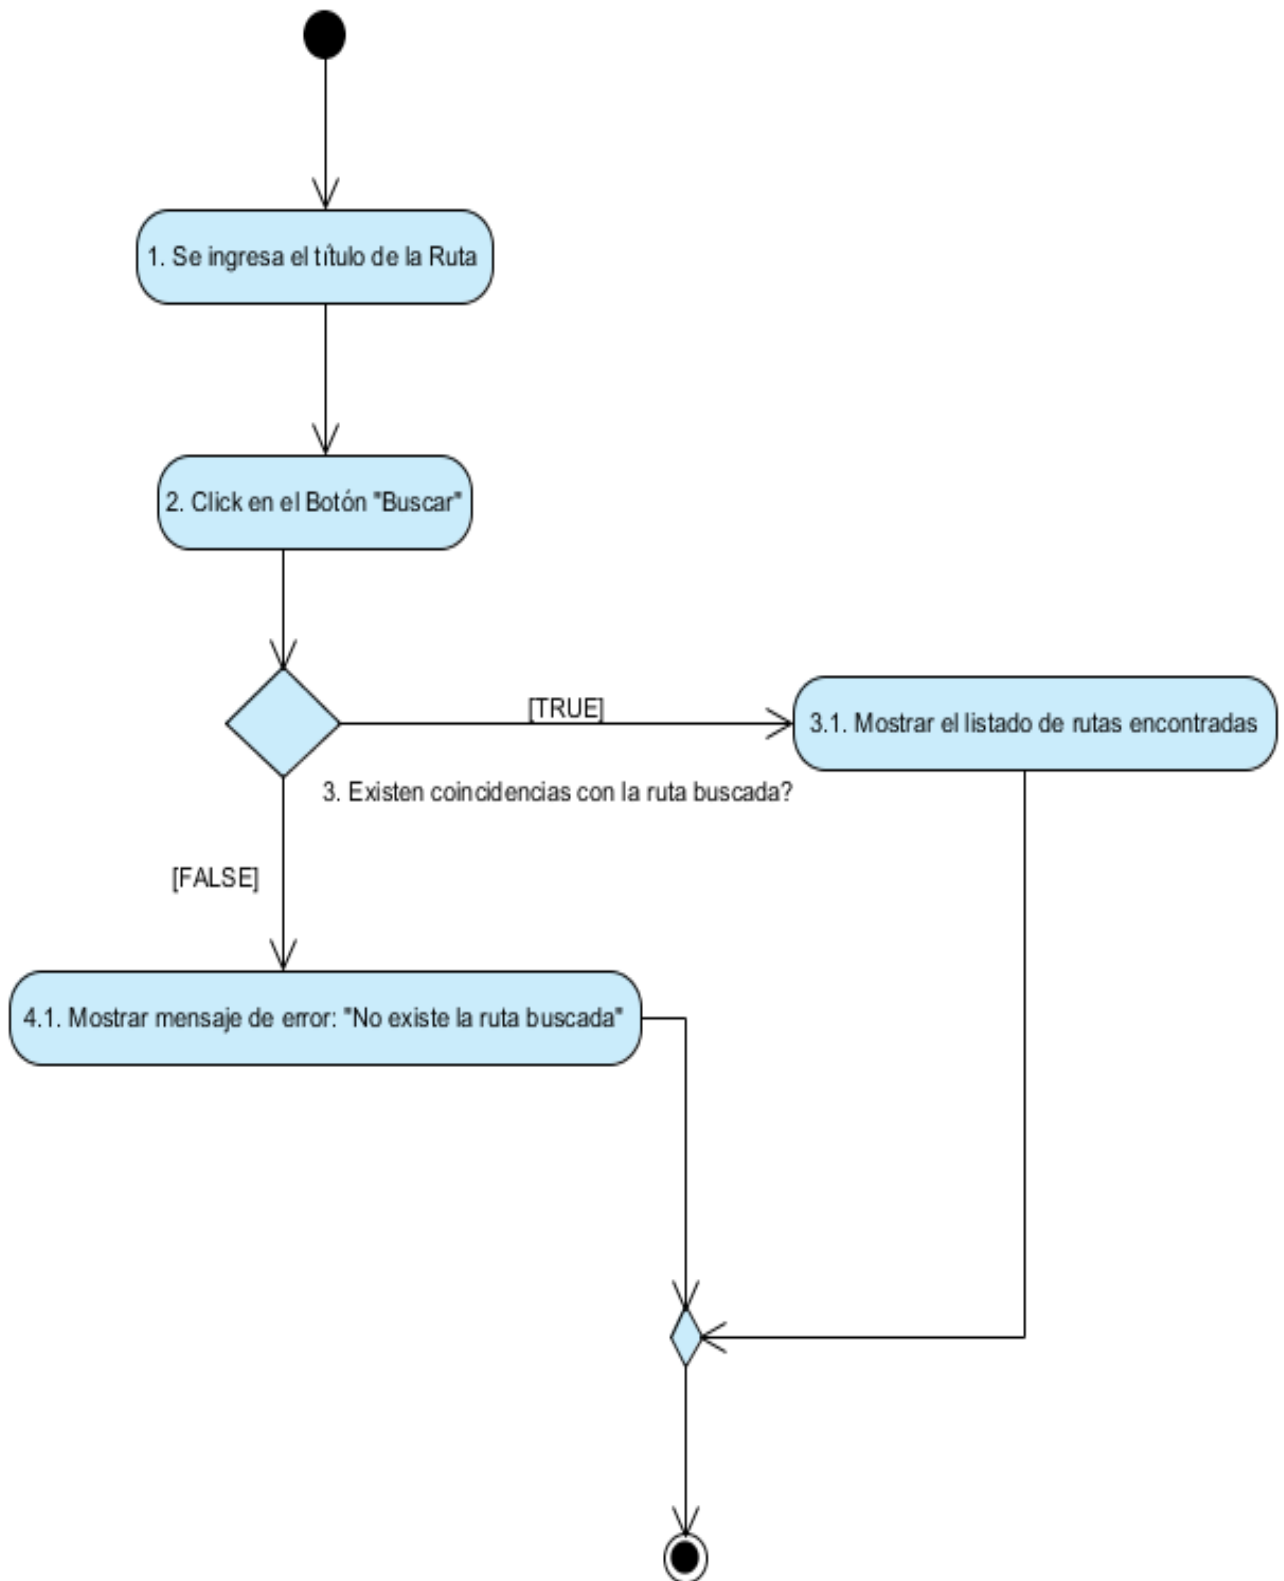 1. Se ingresa el título de la Ruta
2. Click en el Botón "Buscar"
[TRUE]
3.1. Mostrar el listado de rutas encontradas
3. Existen coincidencias con la ruta buscada?
[FALSE]
4.1. Mostrar mensaje de error: "No existe la ruta buscada"